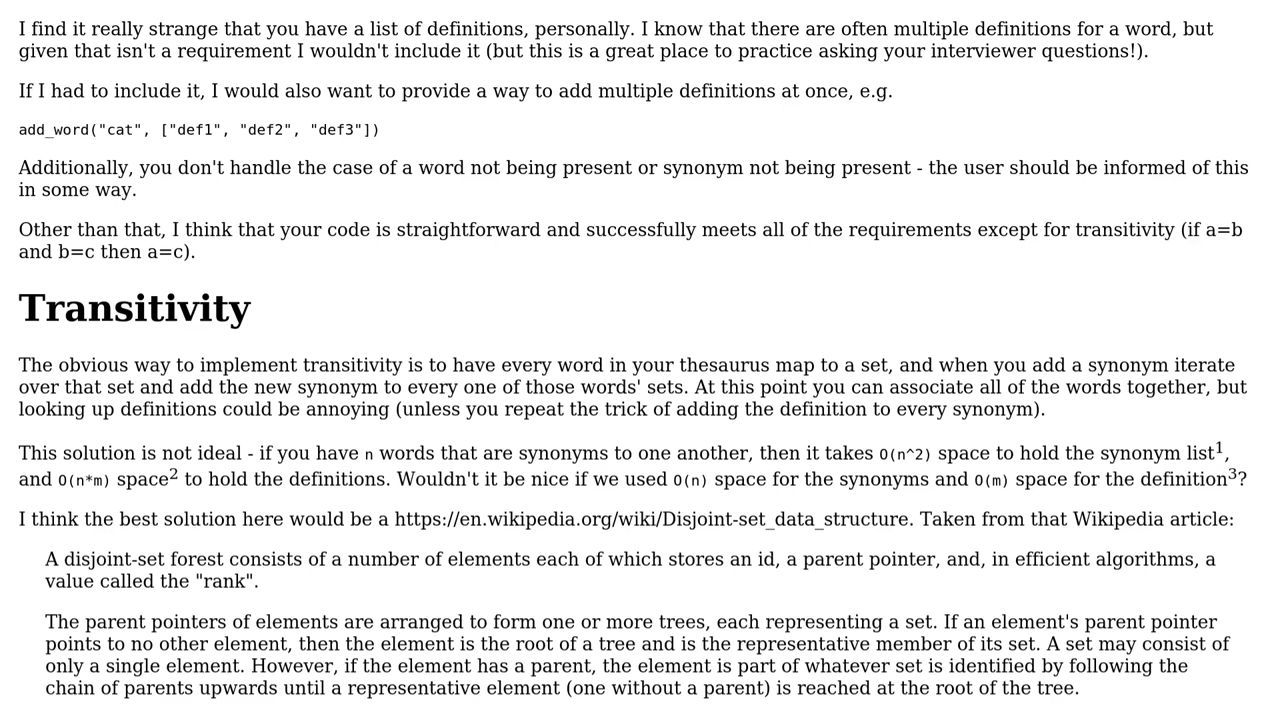 I find it really strange that you have a list of definitions, personally. I know that there are often multiple definitions for a word, but
given that isn't a requirement I wouldn't include it (but this is a great place to practice asking your interviewer questions!).
If I had to include it, I would also want to provide a way to add multiple definitions at once, e.g.
add_word("cat", ["def1", "def2", "def3"])
Additionally, you don't handle the case of a word not being present or synonym not being present - the user should be informed of this
in some way.
Other than that, I think that your code is straightforward and successfully meets all of the requirements except for transitivity (if a=b
and b=c then a=c).
Transitivity
The obvious way to implement transitivity is to have every word in your thesaurus map to a set, and when you add a synonym iterate
over that set and add the new synonym to every one of those words' sets. At this point you can associate all of the words together, but
looking up definitions could be annoying (unless you repeat the trick of adding the definition to every synonym).
This solution is not ideal - if you have n words that are synonyms to one another, then it takes O(n^2) space to hold the synonym list1,
and O(n*m) space2 to hold the definitions. Wouldn't it be nice if we used O(n) space for the synonyms and O(m) space for the definition3?
I think the best solution here would be a https://en.wikipedia.org/wiki/Disjoint-set_data_structure. Taken from that Wikipedia article:
A disjoint-set forest consists of a number of elements each of which stores an id, a parent pointer, and, in efficient algorithms, a
value called the "rank".
The parent pointers of elements are arranged to form one or more trees, each representing a set. If an element's parent pointer
points to no other element, then the element is the root of a tree and is the representative member of its set. A set may consist of
only a single element. However, if the element has a parent, the element is part of whatever set is identified by following the
chain of parents upwards until a representative element (one without a parent) is reached at the root of the tree.